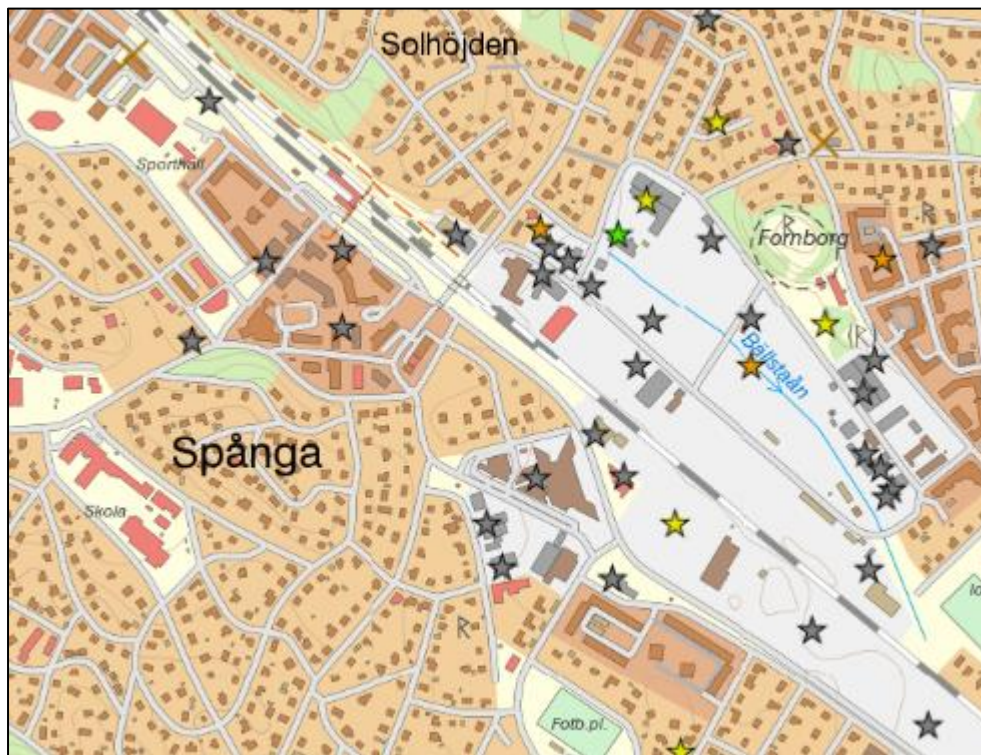 Solhöjden
Sporthall
Fornborg
R
R
(R)
Bällstaån
Spånga
Skola
R
Fotb.pl.